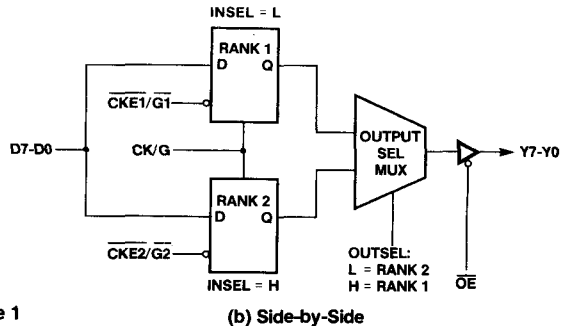 INSEL = L
RANK 1
D Q
CKE1/G1
D7-D0
CK/G
OUTPUT
SEL
MUX
Y7-Y0
RANK 2
D Q
CKE2/G2
INSEL = H
OUTSEL:
L = RANK 2
H = RANK 1
OE
e 1
(b) Side-by-Side